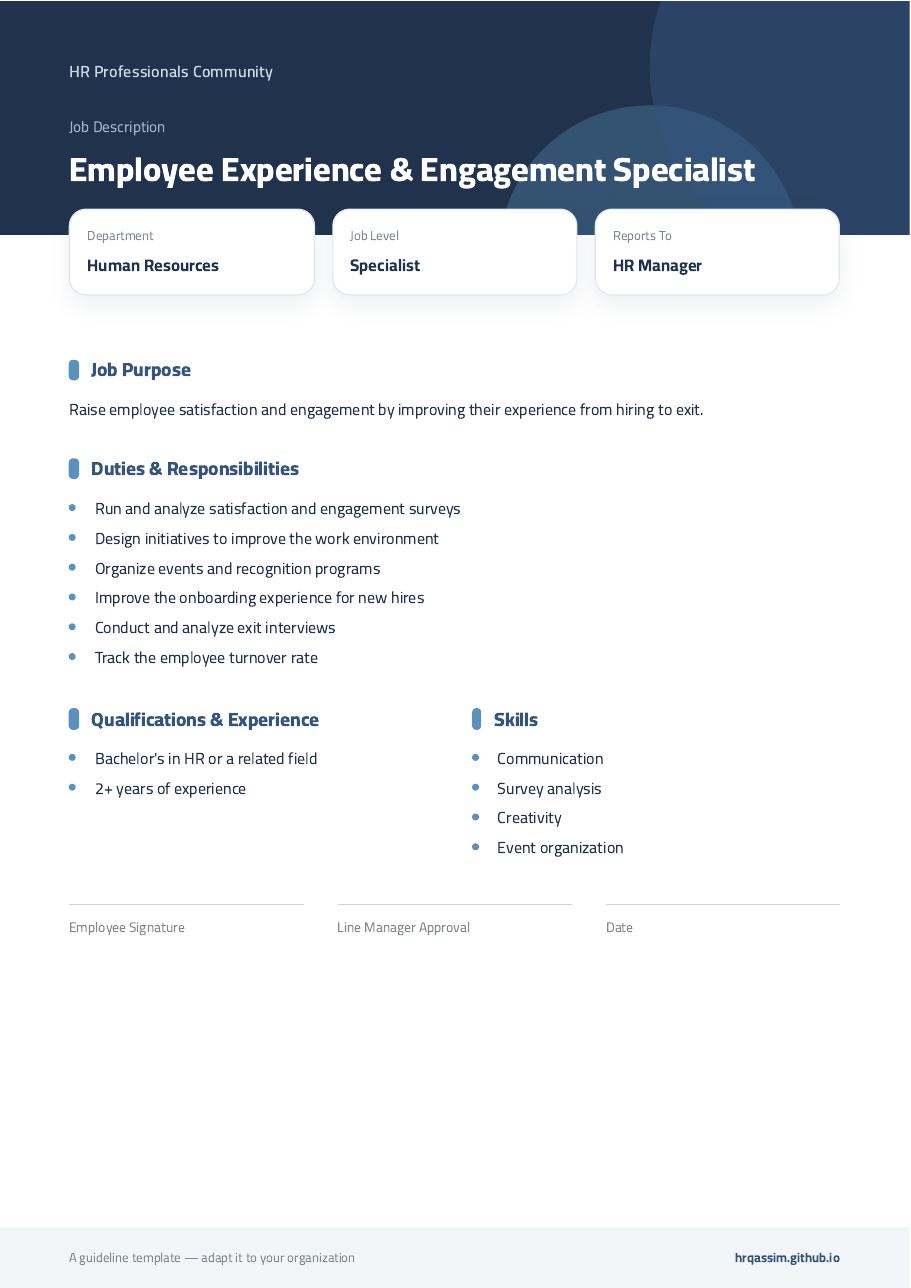 HR Professionals Community
Job Description
Employee Experience & Engagement Specialist
Department
Human Resources
Job Level
Specialist
Reports To
HR Manager
Job Purpose
Raise employee satisfaction and engagement by improving their experience from hiring to exit.
Duties & Responsibilities
Run and analyze satisfaction and engagement surveys
Design initiatives to improve the work environment
Organize events and recognition programs
Improve the onboarding experience for new hires
Conduct and analyze exit interviews
Track the employee turnover rate
Qualifications & Experience
Bachelor's in HR or a related field
2+ years of experience
Skills
Communication
Survey analysis
Creativity
Event organization
Employee Signature
Line Manager Approval
Date
A guideline template — adapt it to your organization
hrqassim.github.io